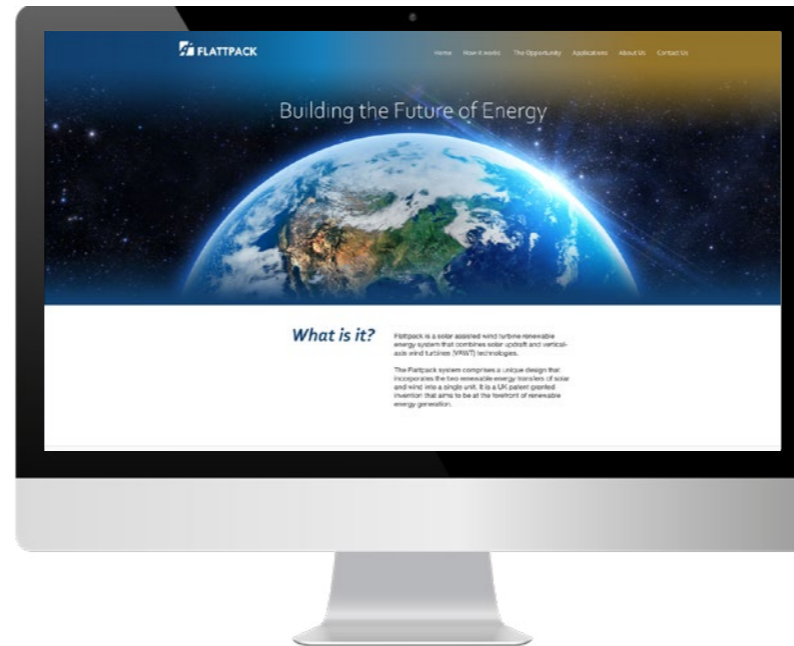 FLATTPACK
Home How it works The Opportunity Applications About Us Contact Us
Building the Future of Energy
What is it?
Flattpack is a solar assisted wind turbine renewable
energy system that combines solar updraft and vertical-
axis wind turbines (VAWT) technologies.
The Flattpack system comprises a unique design that
incorporates the two renewable energy transfers of solar
and wind into a single unit. It is a UK patent granted
invention that aims to be at the forefront of renewable
energy generation.